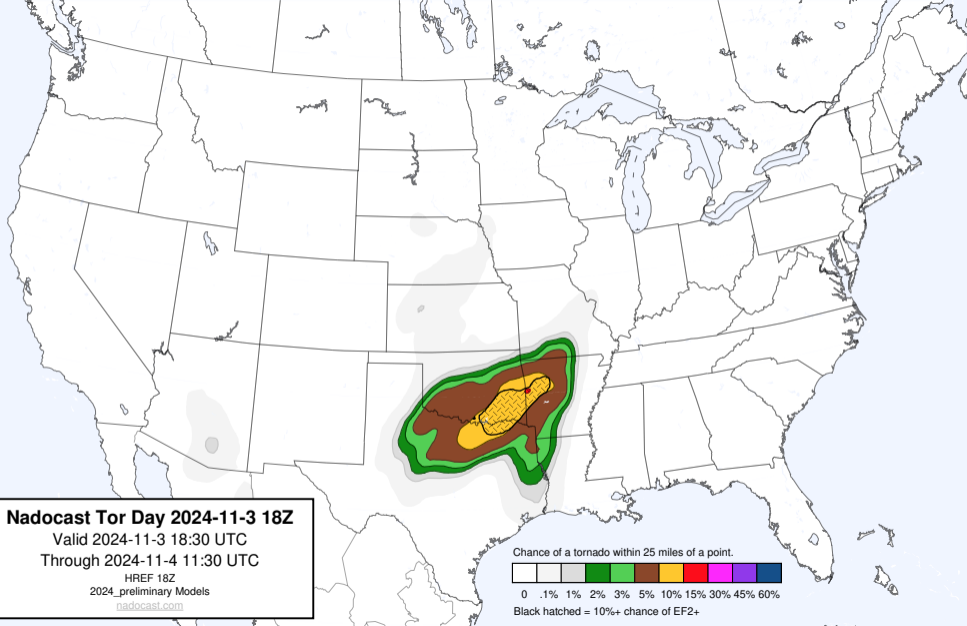 Nadocast Tor Day 2024-11-3 18Z
Valid 2024-11-3 18:30 UTC
Through 2024-11-4 11:30 UTC
HREF 18Z
2024_preliminary Models
nadocast.com
Chance of a tornado within 25 miles of a point.
0 .1% 1% 2% 3% 5% 10% 15% 30% 45% 60%
Black hatched = 10%+ chance of EF2+